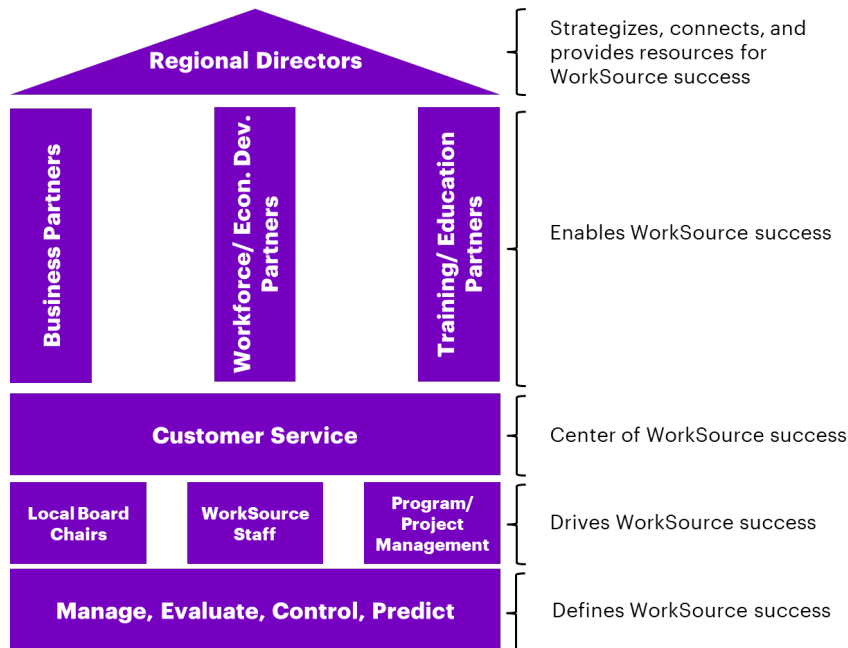 Regional Directors
Strategizes, connects, and
provides resources for
WorkSource success
Business Partners
Workforce/ Econ. Dev.
Partners
Training/ Education
Partners
Enables WorkSource success
Customer Service
Center of WorkSource success
Local Board
Chairs
WorkSource
Staff
Program/
Project
Management
Drives WorkSource success
Manage, Evaluate, Control, Predict
Defines WorkSource success